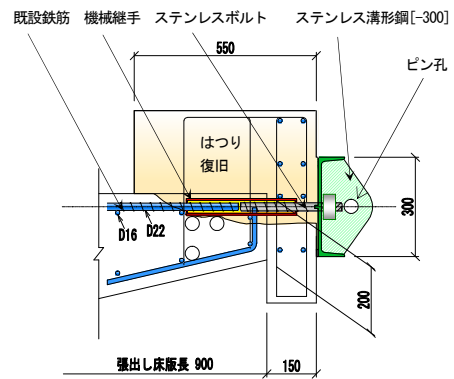 既設鉄筋 機械継手 ステンレスボルト ステンレス溝形鋼[-300]
550
ピン孔
はつり
復旧
300
D16
D22
200
張出し床版長 900
150